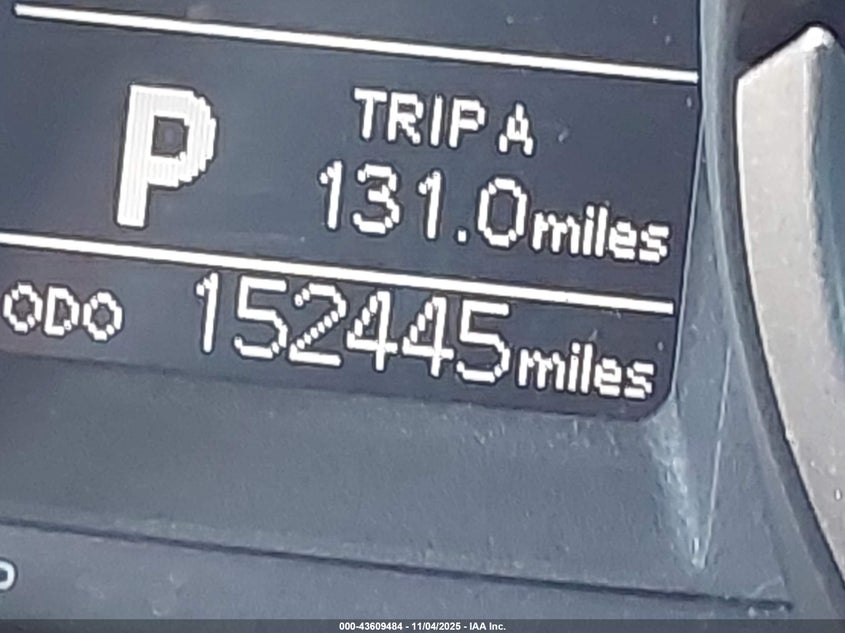 P
TRIP A
131.0miles
ODO 152445miles
000-43609484 - 11/04/2025 - IAA Inc.